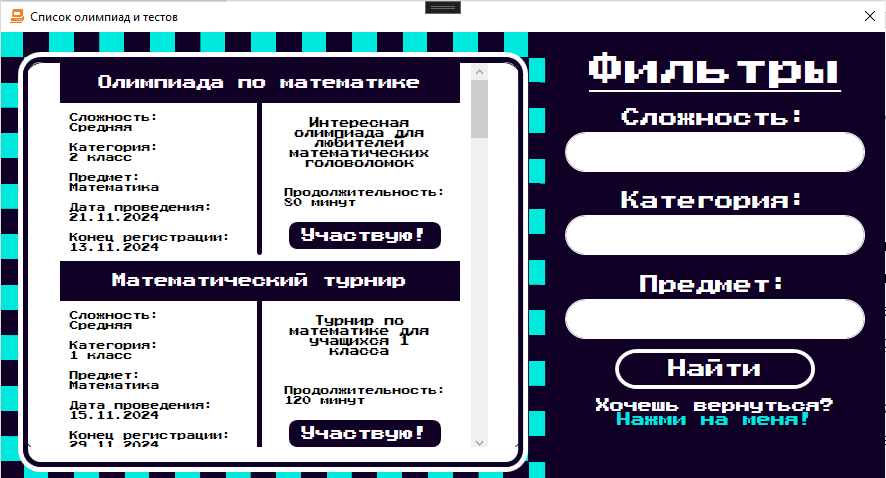 Список олимпиад и тестов
Олимпиада по математике
Сложность:
Средняя
Категория:
2 класс
Предмет:
Математика
Дата проведения:
21.11.2024
Конец регистрации:
13.11.2024
Интересная
олимпиада для
любителей
математических
головоломок
Продолжительность:
80 минут
Участвую!
Математический турнир
Сложность:
Средняя
Категория:
1 класс
Предмет:
Математика
Дата проведения:
15.11.2024
Конец регистрации:
29.11.2024
Турнир по
математике для
учащихся 1
класса
Продолжительность:
120 минут
Участвую!
Фильтры
Сложность:
Категория:
Предмет:
Найти
Хочешь вернуться?
Нажми на меня!